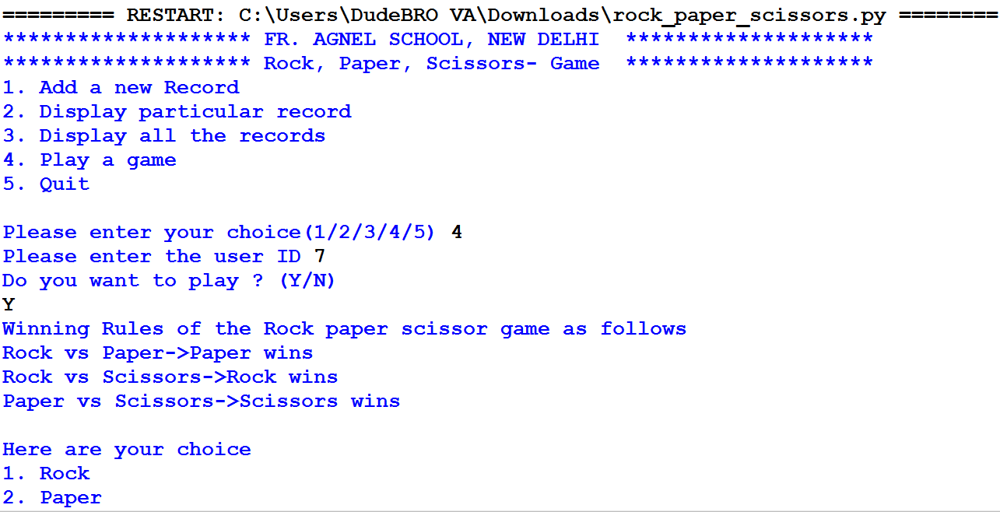 ========= RESTART: C:\Users\DudeBRO VA\Downloads\rock_paper_scissors.py ========
******************** FR. AGNEL SCHOOL, NEW DELHI  ********************
******************** Rock, Paper, Scissors- Game  ********************
1. Add a new Record
2. Display particular record
3. Display all the records
4. Play a game
5. Quit

Please enter your choice(1/2/3/4/5) 4
Please enter the user ID 7
Do you want to play ? (Y/N)
Y
Winning Rules of the Rock paper scissor game as follows
Rock vs Paper->Paper wins
Rock vs Scissors->Rock wins
Paper vs Scissors->Scissors wins

Here are your choice
1. Rock
2. Paper